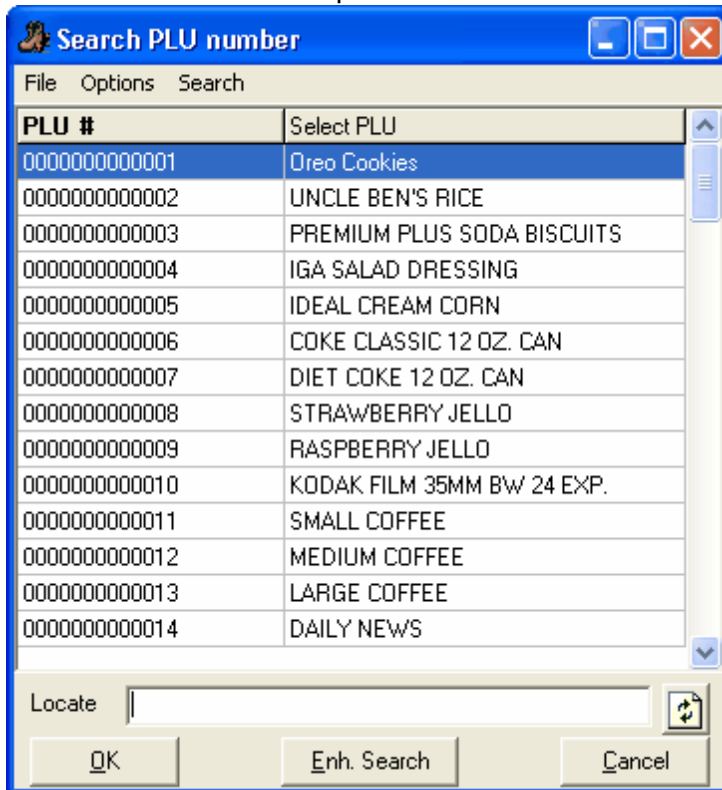 Search PLU number
File Options Search
PLU # Select PLU
0000000000001 Oreo Cookies
0000000000002 UNCLE BEN'S RICE
0000000000003 PREMIUM PLUS SODA BISCUITS
0000000000004 IGA SALAD DRESSING
0000000000005 IDEAL CREAM CORN
0000000000006 COKE CLASSIC 12 OZ. CAN
0000000000007 DIET COKE 12 OZ. CAN
0000000000008 STRAWBERRY JELLO
0000000000009 RASPBERRY JELLO
0000000000010 KODAK FILM 35MM BW 24 EXP.
0000000000011 SMALL COFFEE
0000000000012 MEDIUM COFFEE
0000000000013 LARGE COFFEE
0000000000014 DAILY NEWS
Locate
OK Enh. Search Cancel